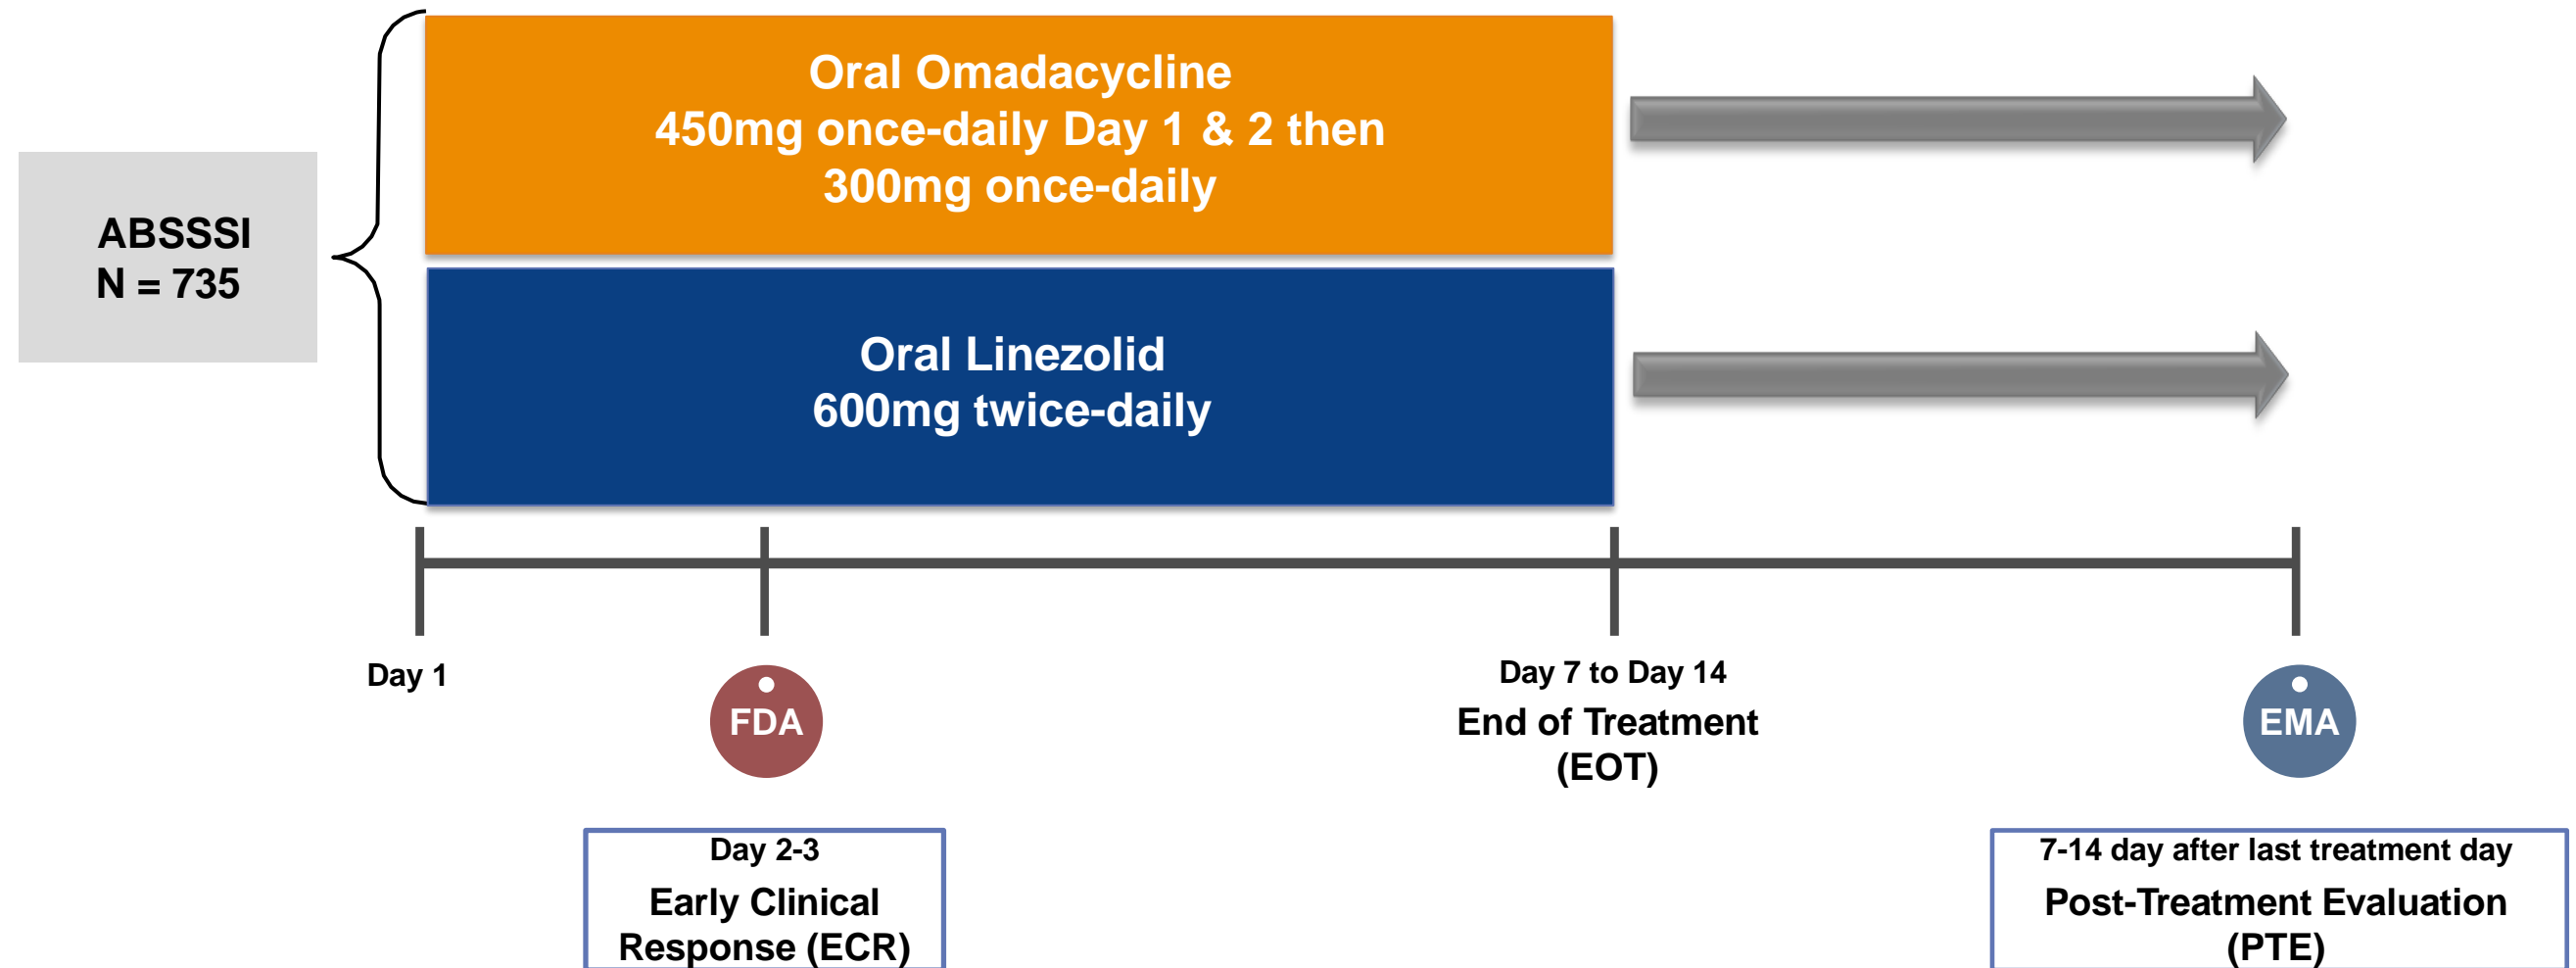 ABSSSI
N = 735
Oral Omadacycline
450mg once-daily Day 1 & 2 then
300mg once-daily
Oral Linezolid
600mg twice-daily
Day 1
FDA
Day 2-3
Early Clinical
Response (ECR)
Day 7 to Day 14
End of Treatment
(EOT)
EMA
7-14 day after last treatment day
Post-Treatment Evaluation
(PTE)